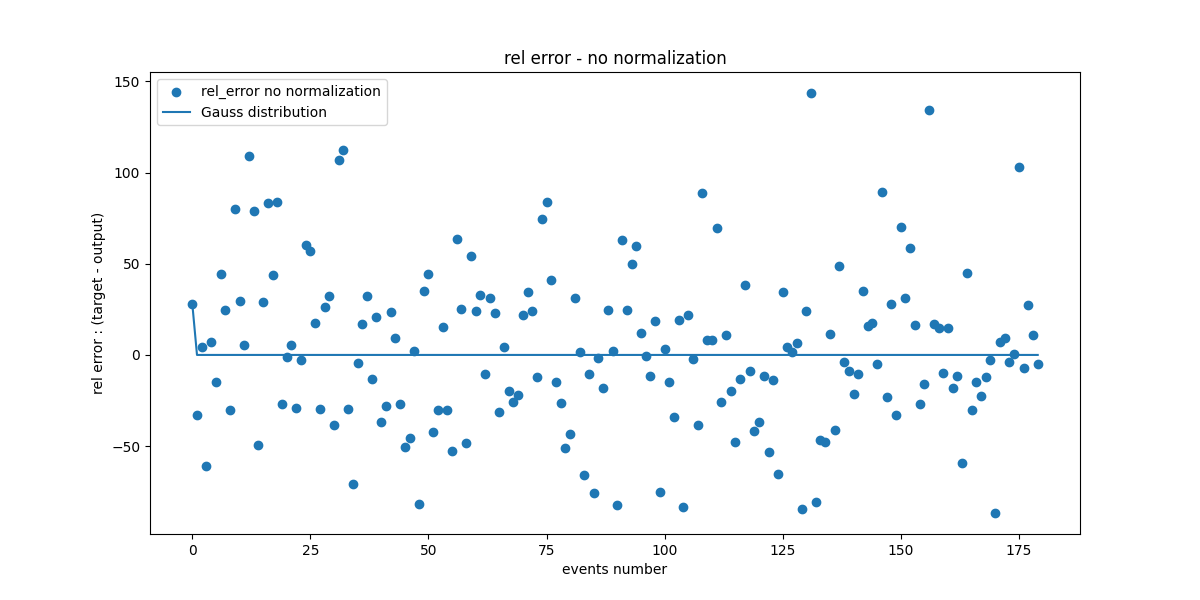 rel error - no normalization
rel_error no normalization
Gauss distribution
rel error : (target - output)
150
100
50
0
−50
0
25
50
75
100
125
150
175
events number